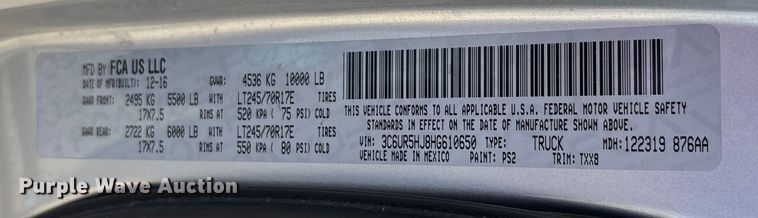 MFD BY FCA US LLC
DATE OF MFR(BUILT): 12-16 GVWR: 4536 KG 10000 LB
GAWR FRONT: 2495 KG 5500 LB WITH LT245/70R17E TIRES
17X7.5 RIMS AT 520 KPA ( 75 PSI) COLD
GAWR REAR: 2722 KG 6000 LB WITH LT245/70R17E TIRES
17X7.5 RIMS AT 550 KPA ( 80 PSI) COLD
THIS VEHICLE CONFORMS TO ALL APPLICABLE U.S.A. FEDERAL MOTOR VEHICLE SAFETY
STANDARDS IN EFFECT ON THE DATE OF MANUFACTURE SHOWN ABOVE.
VIN: 3C6UR5HJ8HG610650 TYPE: TRUCK MDH: 122319 876AA
VEHICLE MADE IN MEXICO PAINT: PS2 TRIM: TXX8
Purple Wave Auction